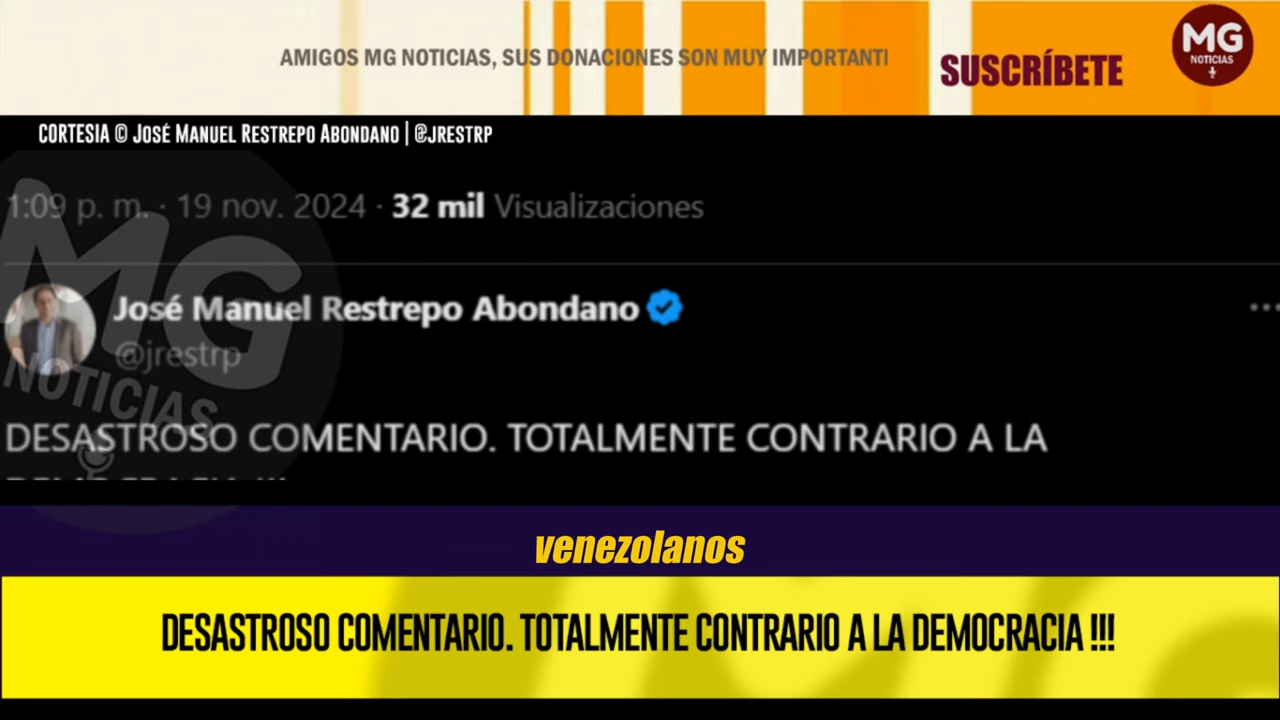 AMIGOS MG NOTICIAS, SUS DONACIONES SON MUY IMPORTANTI
SUSCRÍBETE
MG
NOTICIAS
CORTESIA © JOSÉ MANUEL RESTREPO ABONDANO | @JRESTRP
1:09 p. m. · 19 nov. 2024 · 32 mil Visualizaciones
José Manuel Restrepo Abondano
@jrestrp
MG
NOTICIAS
DESASTROSO COMENTARIO. TOTALMENTE CONTRARIO A LA
venezolanos
DESASTROSO COMENTARIO. TOTALMENTE CONTRARIO A LA DEMOCRACIA !!!